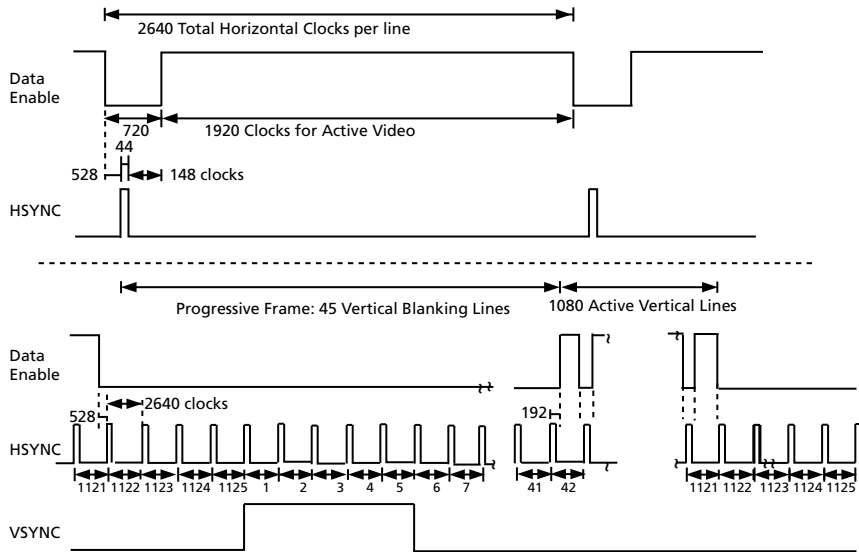 2640 Total Horizontal Clocks per line
Data
Enable
720
1920 Clocks for Active Video
44
528
148 clocks
HSYNC
Progressive Frame: 45 Vertical Blanking Lines
1080 Active Vertical Lines
Data
Enable
528
2640 clocks
192
HSYNC
1121 1122 1123 1124 1125 1 2 3 4 5 6 7 41 42 1121 1122 1123 1124 1125
VSYNC